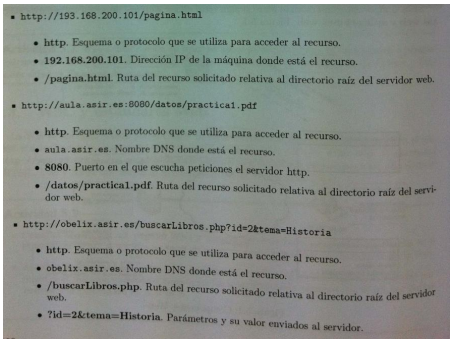 ▪ http://193.168.200.101/pagina.html
• http. Esquema o protocolo que se utiliza para acceder al recurso.
• 192.168.200.101. Dirección IP de la máquina donde está el recurso.
• /pagina.html. Ruta del recurso solicitado relativa al directorio raíz del servidor web.
▪ http://aula.asir.es:8080/datos/practica1.pdf
• http. Esquema o protocolo que se utiliza para acceder al recurso.
• aula.asir.es. Nombre DNS donde está el recurso.
• 8080. Puerto en el que escucha peticiones el servidor http.
• /datos/practica1.pdf. Ruta del recurso solicitado relativa al directorio raíz del servi-
dor web.
▪ http://obelix.asir.es/buscarLibros.php?id=2&tema=Historia
• http. Esquema o protocolo que se utiliza para acceder al recurso.
• obelix.asir.es. Nombre DNS donde está el recurso.
• /buscarLibros.php. Ruta del recurso solicitado relativa al directorio raíz del servidor
web.
• ?id=2&tema=Historia. Parámetros y su valor enviados al servidor.